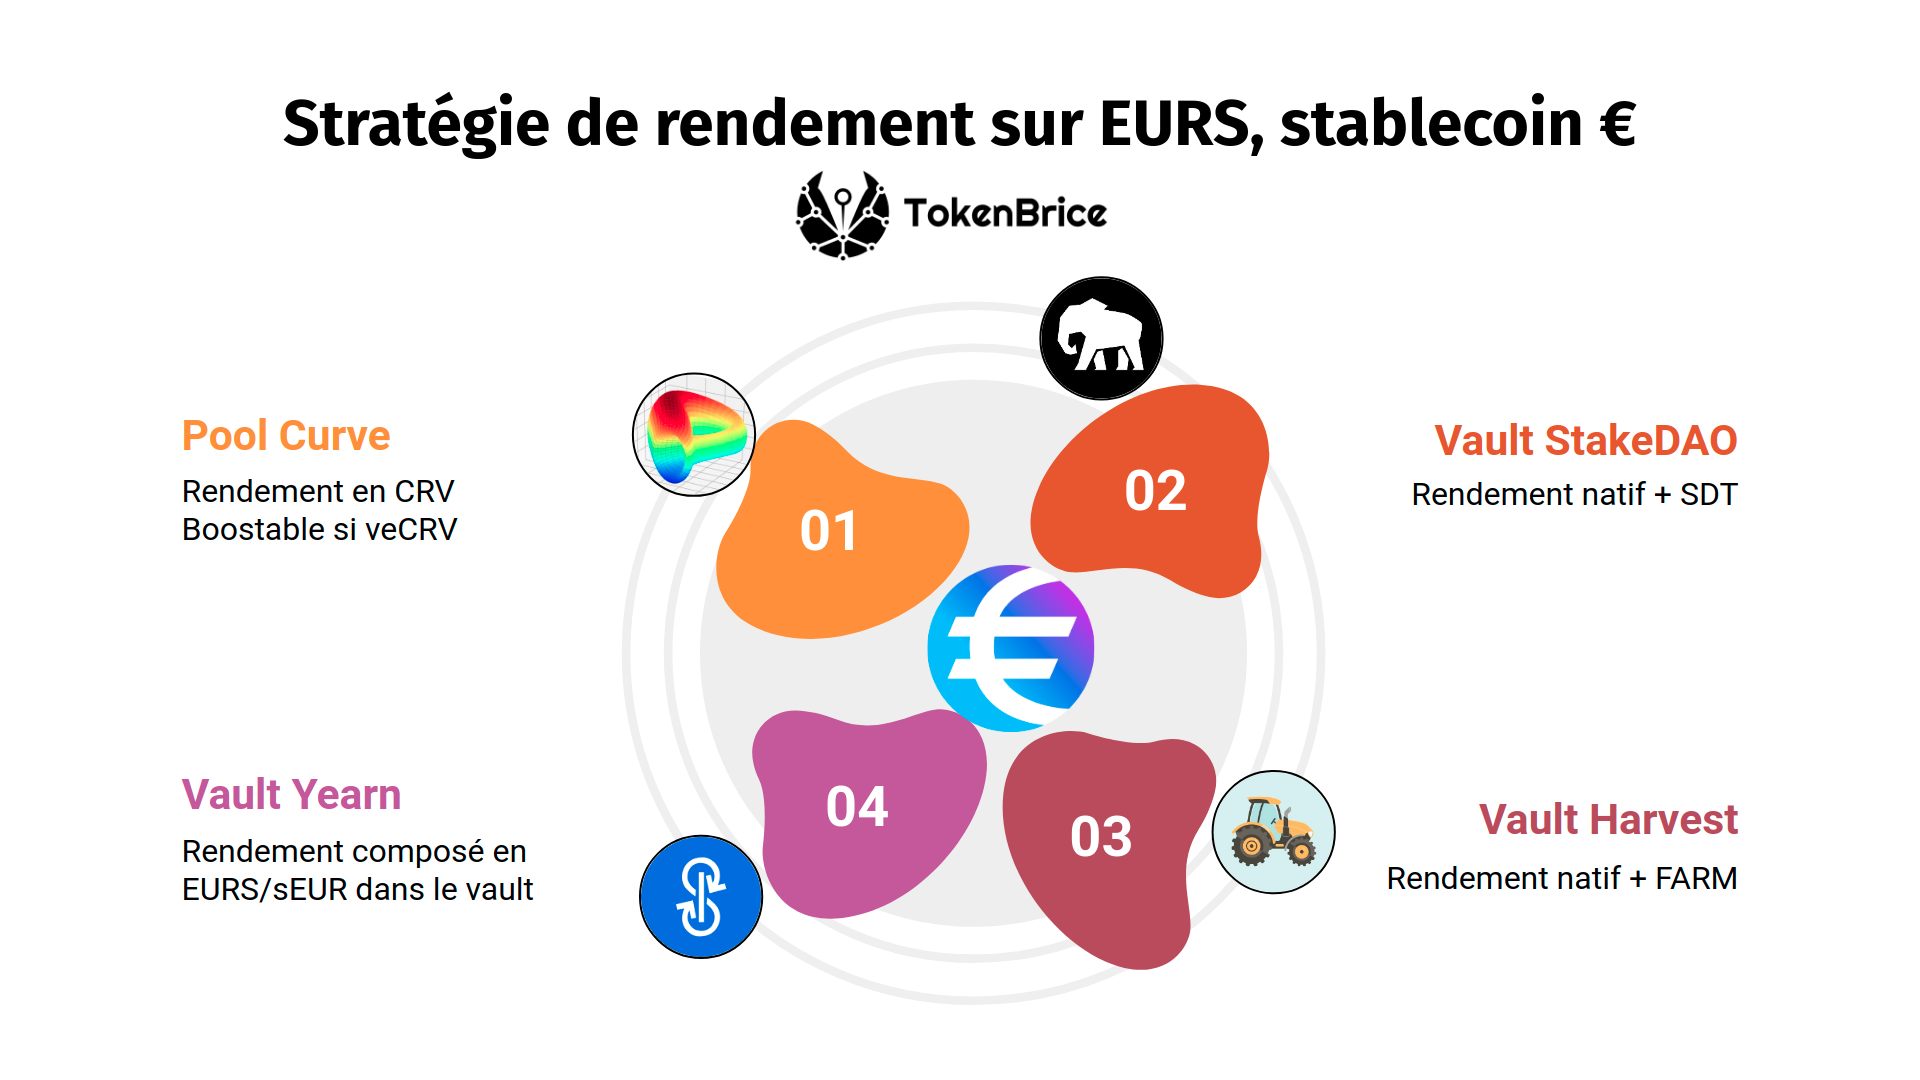 Stratégie de rendement sur EURS, stablecoin €
TokenBrice
Pool Curve
Rendement en CRV
Boostable si veCRV
01
02
Vault StakeDAO
Rendement natif + SDT
€
Vault Yearn
Rendement composé en
EURS/sEUR dans le vault
04
03
Vault Harvest
Rendement natif + FARM